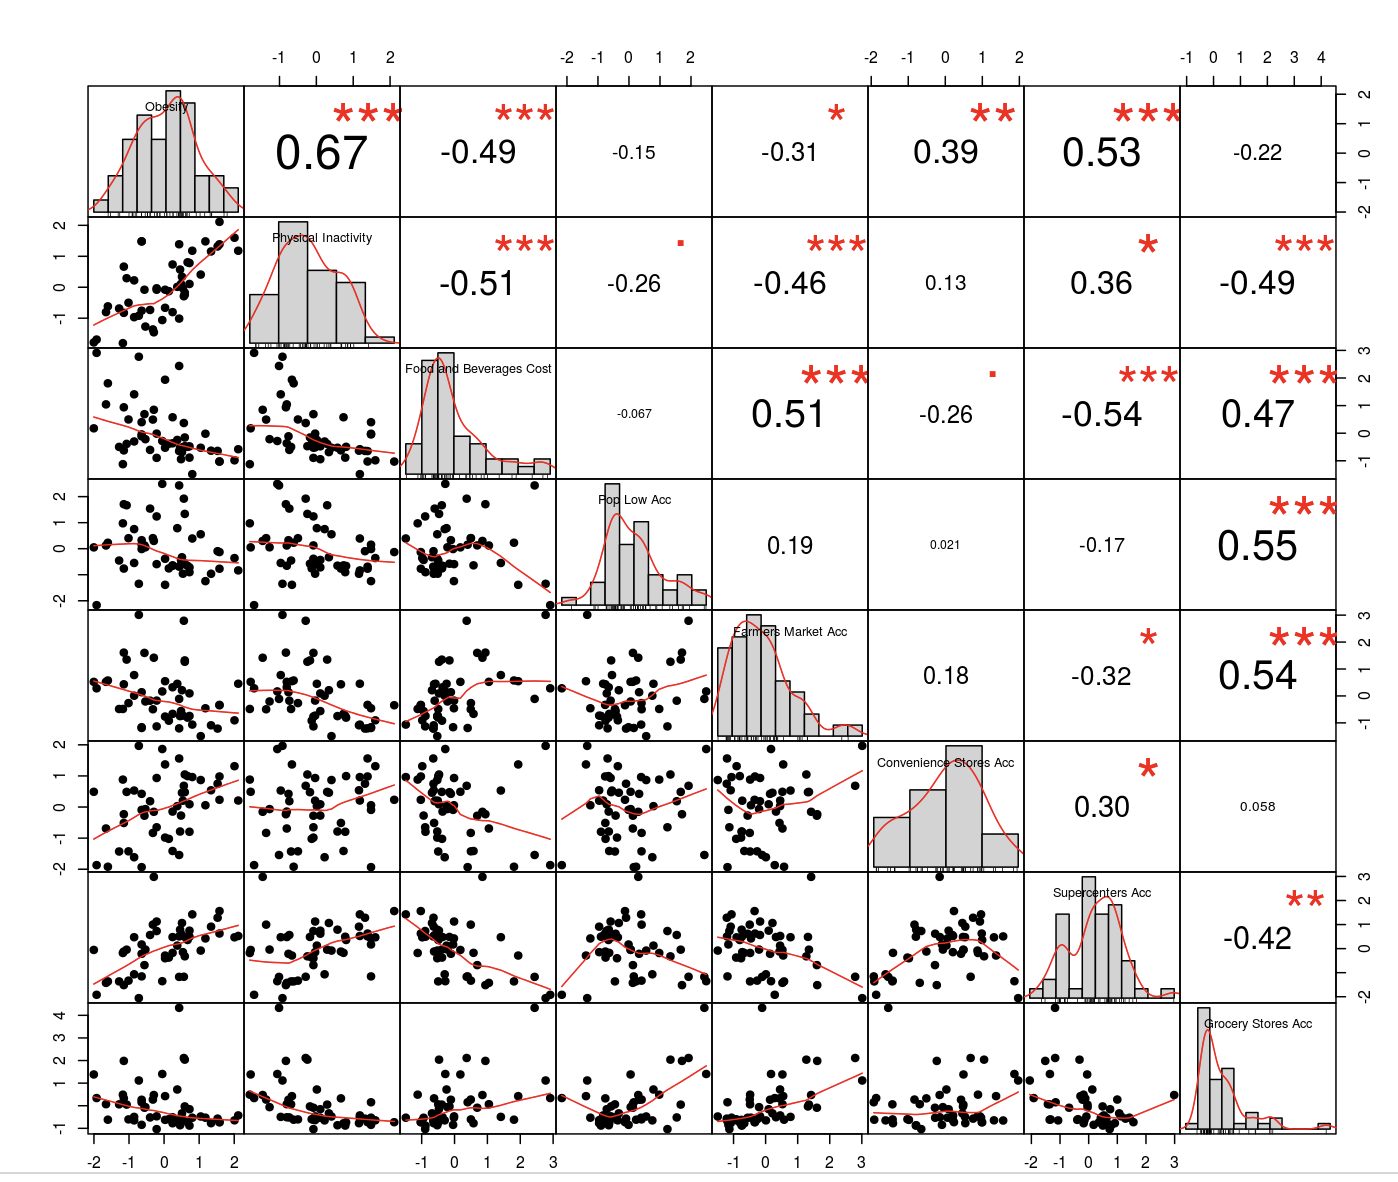 -1 0 1 2 -2 -1 0 1 2 -2 -1 0 1 2 -1 0 1 2 3 4
Obesity *** 0.67 *** -0.49 -0.15 * -0.31 ** 0.39 *** 0.53 -0.22 -2 -1 0 1 2
-1 0 1 2 Physical Inactivity *** -0.51 . -0.26 *** -0.46 0.13 * 0.36 *** -0.49
Food and Beverages Cost -0.067 *** 0.51 . -0.26 *** -0.54 *** 0.47 -1 0 1 2 3
-2 0 1 2 Pop Low Acc 0.19 0.021 -0.17 *** 0.55
Farmers Market Acc 0.18 * -0.32 *** 0.54 -1 0 1 2 3
-2 -1 0 1 2 Convenience Stores Acc * 0.30 0.058
Supercenters Acc ** -0.42 -2 0 1 2 3
-1 1 2 3 4 Grocery Stores Acc
-2 -1 0 1 2 -1 0 1 2 3 -1 0 1 2 3 -2 -1 0 1 2 3